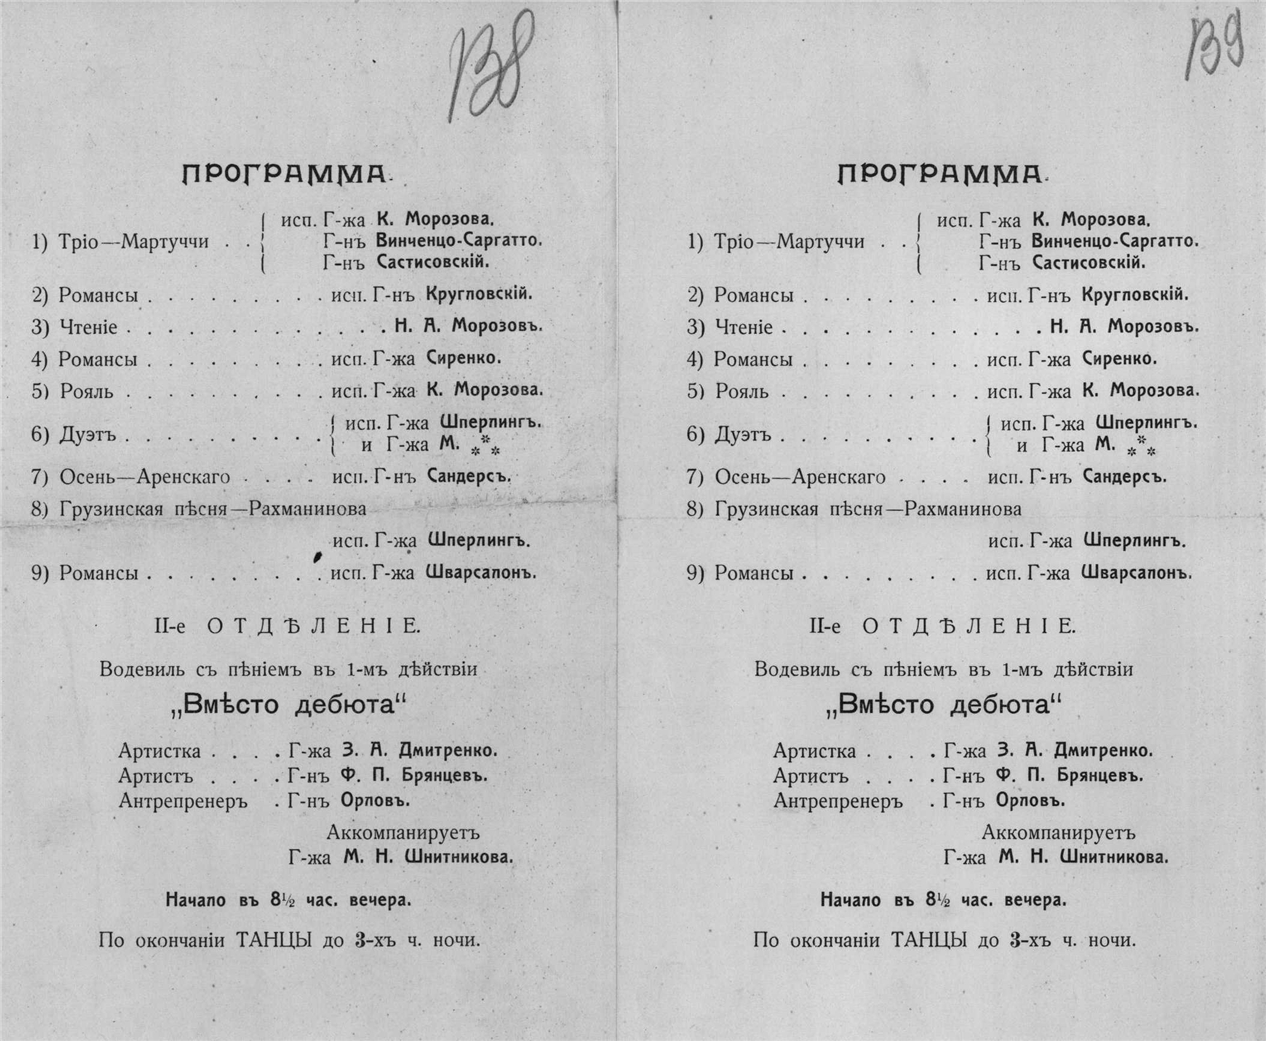 138
ПРОГРАММА.
исп. Г-жа К. Морозова.
1) Тріо—Мартуччи . . Г-нъ Винченцо-Саргатто.
Г-нъ Састисовскій.
2) Романсы . . . . . . . . . исп. Г-нъ Кругловскій.
3) Чтеніе . . . . . . . . . . . . . Н. А. Морозовъ.
4) Романсы . . . . . . . . . исп. Г-жа Сиренко.
5) Рояль . . . . . . . . . . исп. Г-жа К. Морозова.
6) Дуэтъ . . . . . . . . . . исп. Г-жа Шперлингъ.
и Г-жа М. ***
7) Осень—Аренскаго . . . . исп. Г-нъ Сандерсъ.
8) Грузинская пѣсня—Рахманинова
исп. Г-жа Шперлингъ.
9) Романсы . . . . . . . . . исп. Г-жа Шварсалонъ.
II-е ОТДѢЛЕНІЕ.
Водевиль съ пѣніемъ въ 1-мъ дѣйствіи
„Вмѣсто дебюта“
Артистка . . . . Г-жа З. А. Дмитренко.
Артистъ . . . . Г-нъ Ф. П. Брянцевъ.
Антрепренеръ . Г-нъ Орловъ.
Аккомпанируетъ
Г-жа М. Н. Шнитникова.
Начало въ 8½ час. вечера.
По окончаніи ТАНЦЫ до 3-хъ ч. ночи.
139
ПРОГРАММА.
исп. Г-жа К. Морозова.
1) Тріо—Мартуччи . . Г-нъ Винченцо-Саргатто.
Г-нъ Састисовскій.
2) Романсы . . . . . . . . . исп. Г-нъ Кругловскій.
3) Чтеніе . . . . . . . . . . . . . Н. А. Морозовъ.
4) Романсы . . . . . . . . . исп. Г-жа Сиренко.
5) Рояль . . . . . . . . . . исп. Г-жа К. Морозова.
6) Дуэтъ . . . . . . . . . . исп. Г-жа Шперлингъ.
и Г-жа М. ***
7) Осень—Аренскаго . . . . исп. Г-нъ Сандерсъ.
8) Грузинская пѣсня—Рахманинова
исп. Г-жа Шперлингъ.
9) Романсы . . . . . . . . . исп. Г-жа Шварсалонъ.
II-е ОТДѢЛЕНІЕ.
Водевиль съ пѣніемъ въ 1-мъ дѣйствіи
„Вмѣсто дебюта“
Артистка . . . . Г-жа З. А. Дмитренко.
Артистъ . . . . Г-нъ Ф. П. Брянцевъ.
Антрепренеръ . Г-нъ Орловъ.
Аккомпанируетъ
Г-жа М. Н. Шнитникова.
Начало въ 8½ час. вечера.
По окончаніи ТАНЦЫ до 3-хъ ч. ночи.